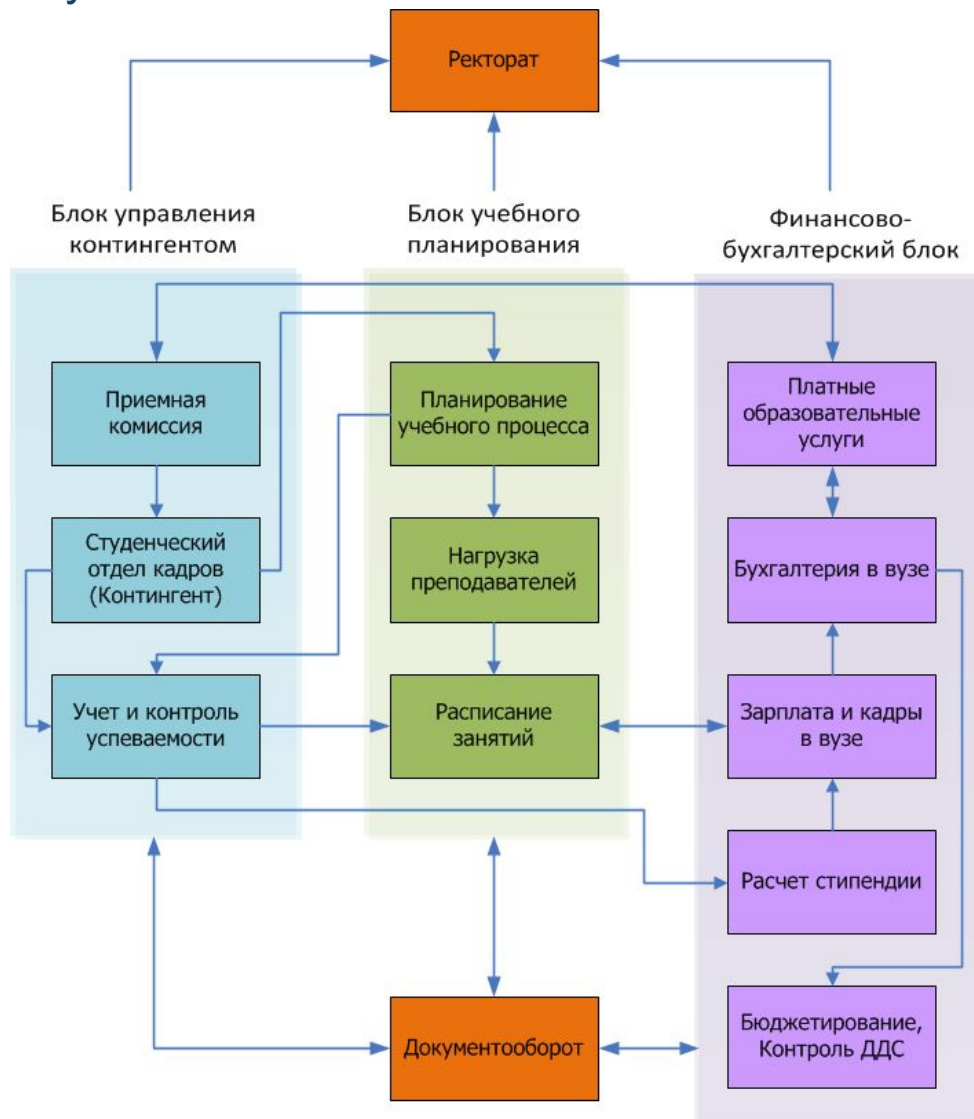 Ректорат
Блок управления
контингентом
Блок учебного
планирования
Финансово-
бухгалтерский блок
Приемная
комиссия
Планирование
учебного процесса
Платные
образовательные
услуги
Студенческий
отдел кадров
(Контингент)
Нагрузка
преподавателей
Бухгалтерия в вузе
Учет и контроль
успеваемости
Расписание
занятий
Зарплата и кадры
в вузе
Расчет стипендии
Документооборот
Бюджетирование,
Контроль ДДС